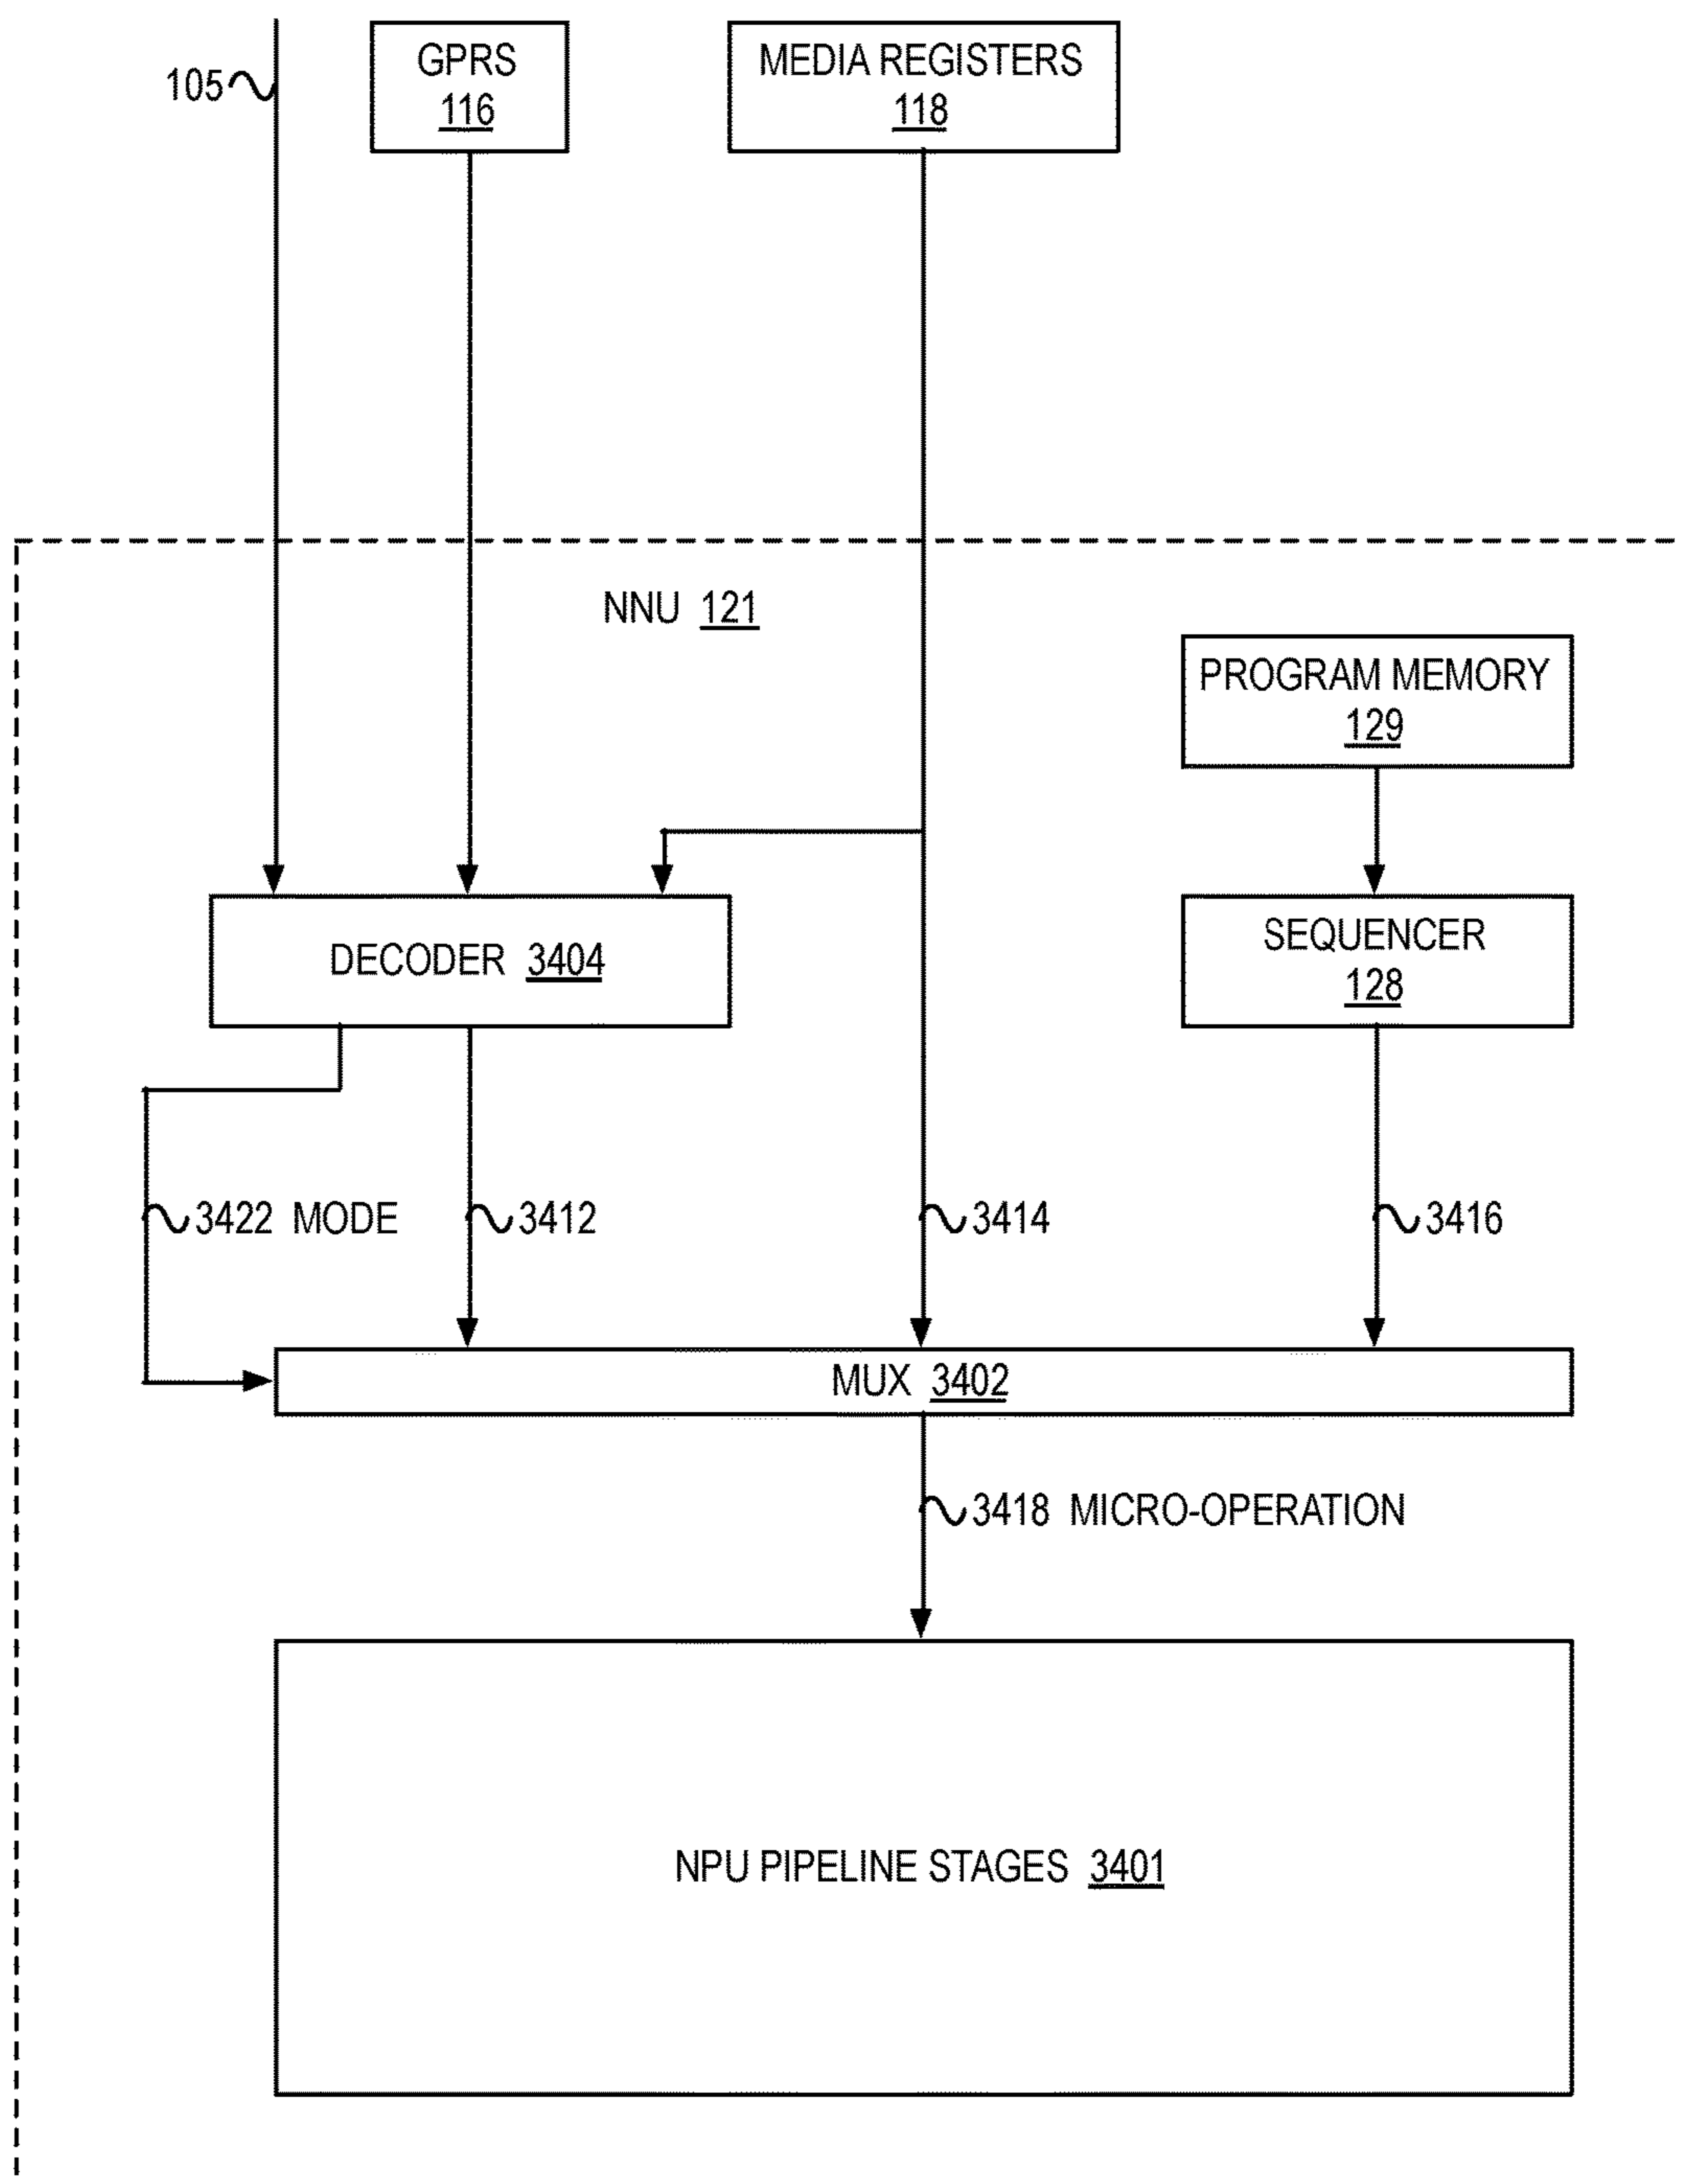 GPRS
116
MEDIA REGISTERS
118
105
NNU 121
PROGRAM MEMORY
129
DECODER 3404
SEQUENCER
128
3422 MODE
3412
3414
3416
MUX 3402
3418 MICRO-OPERATION
NPU PIPELINE STAGES 3401